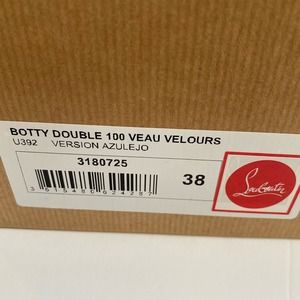 BOTTY DOUBLE 100 VEAU VELOURS
U392 VERSION AZULEJO
3180725
38
Louboutin